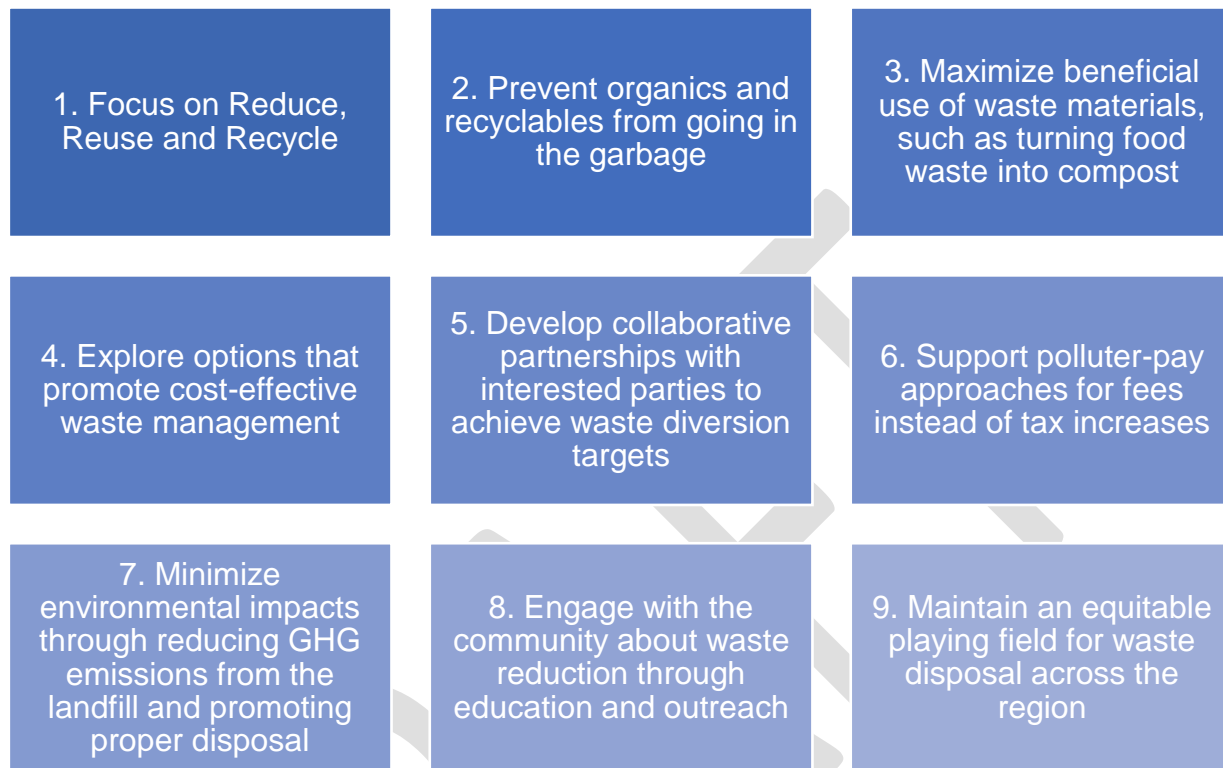 1. Focus on Reduce,
Reuse and Recycle
2. Prevent organics and
recyclables from going in
the garbage
3. Maximize beneficial
use of waste materials,
such as turning food
waste into compost
4. Explore options that
promote cost-effective
waste management
5. Develop collaborative
partnerships with
interested parties to
achieve waste diversion
targets
6. Support polluter-pay
approaches for fees
instead of tax increases
7. Minimize
environmental impacts
through reducing GHG
emissions from the
landfill and promoting
proper disposal
8. Engage with the
community about waste
reduction through
education and outreach
9. Maintain an equitable
playing field for waste
disposal across the
region